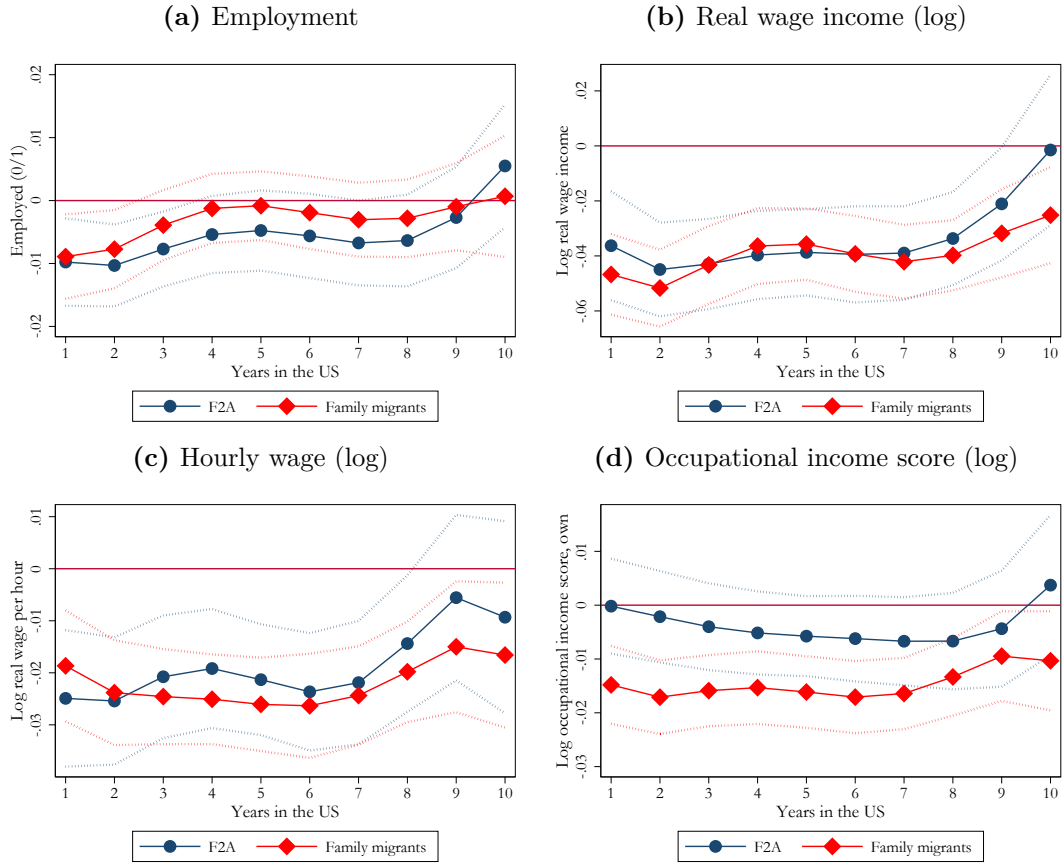 (a) Employment
Employed (0/1)
.02
.01
0
-.01
-.02
1 2 3 4 5 6 7 8 9 10
Years in the US
F2A Family migrants
(b) Real wage income (log)
Log real wage income
.02
0
-.02
-.04
-.06
1 2 3 4 5 6 7 8 9 10
Years in the US
F2A Family migrants
(c) Hourly wage (log)
Log real wage per hour
.01
0
-.01
-.02
-.03
1 2 3 4 5 6 7 8 9 10
Years in the US
F2A Family migrants
(d) Occupational income score (log)
Log occupational income score, own
.01
0
-.01
-.02
-.03
1 2 3 4 5 6 7 8 9 10
Years in the US
F2A Family migrants